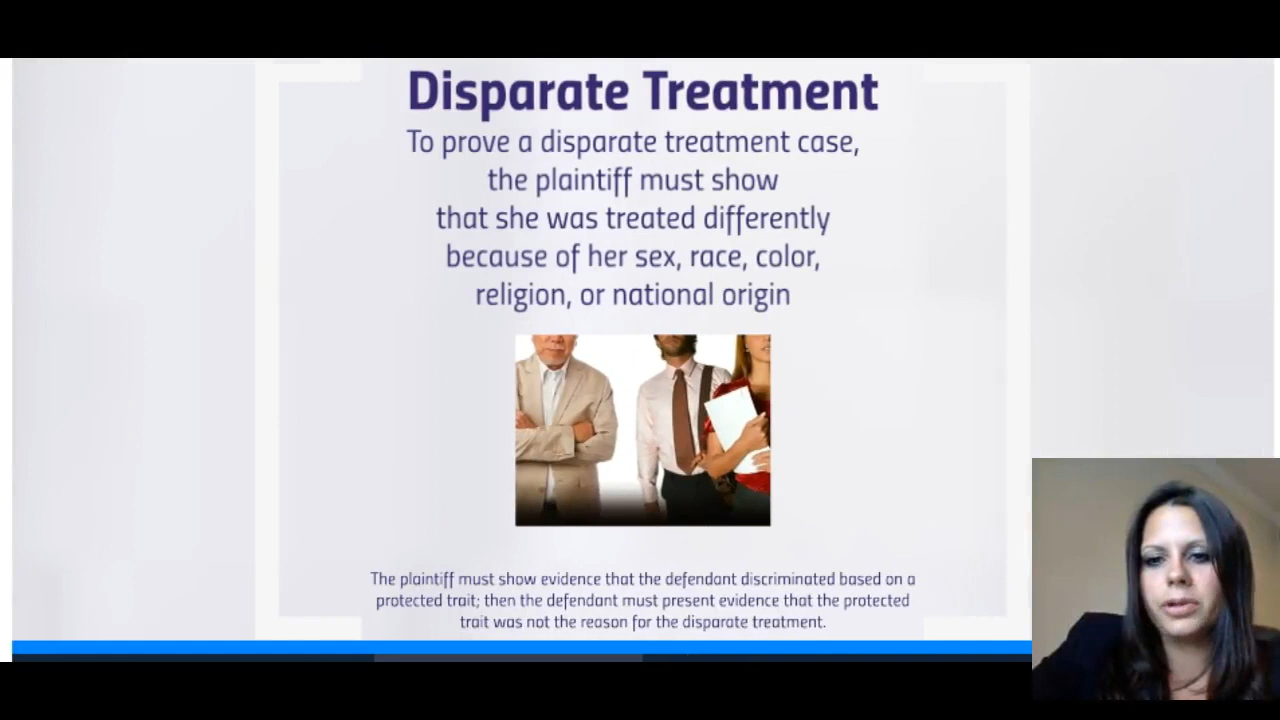 Disparate Treatment
To prove a disparate treatment case,
the plaintiff must show
that she was treated differently
because of her sex, race, color,
religion, or national origin
The plaintiff must show evidence that the defendant discriminated based on a
protected trait; then the defendant must present evidence that the protected
trait was not the reason for the disparate treatment.